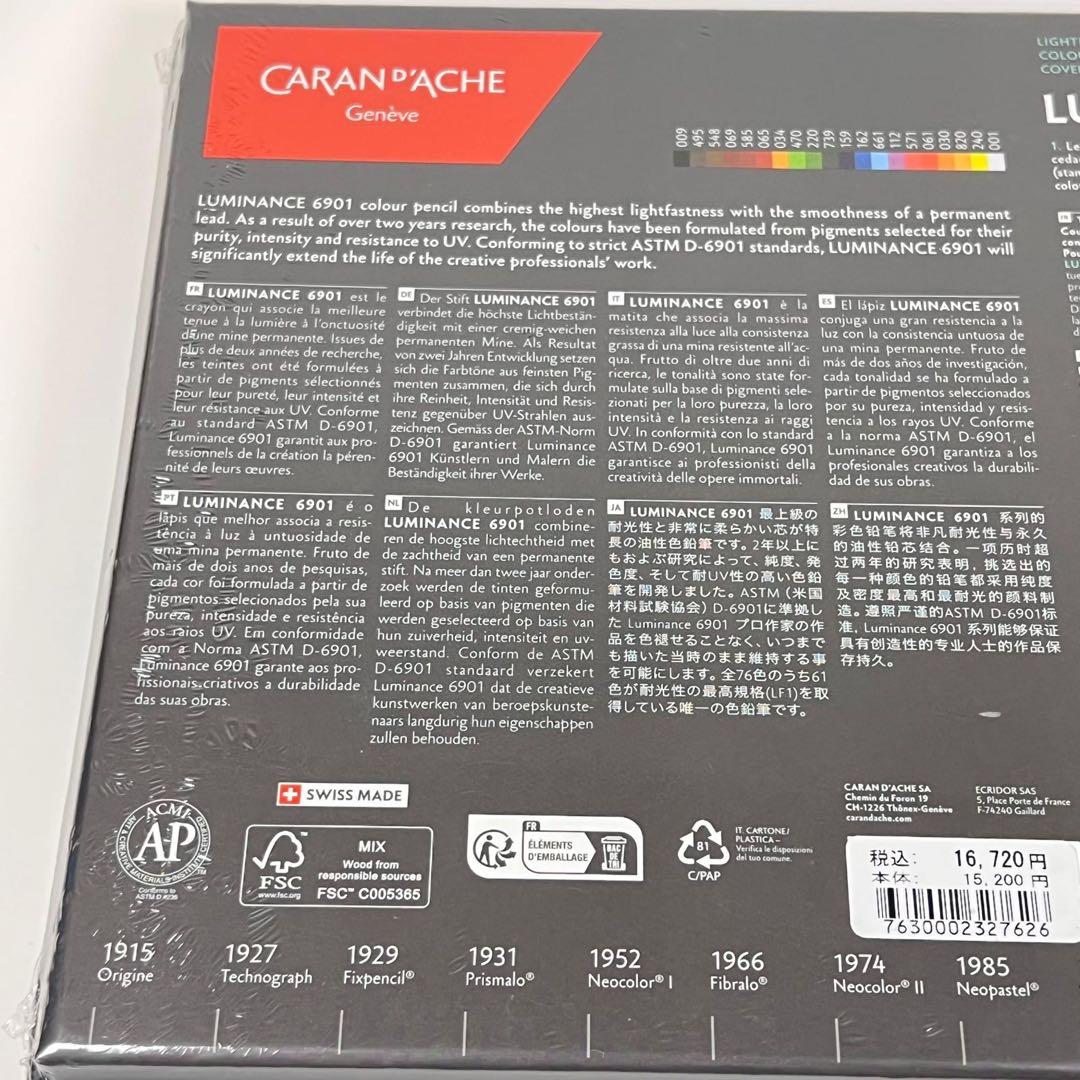 CARAN D'ACHE
Genève
009 495 548 069 585 065 034 470 220 739 159 162 661 112 571 061 030 820 240 001
LUMINANCE 6901 colour pencil combines the highest lightfastness with the smoothness of a permanent
lead. As a result of over two years research, the colours have been formulated from pigments selected for their
purity, intensity and resistance to UV. Conforming to strict ASTM D-6901 standards, LUMINANCE 6901 will
significantly extend the life of the creative professionals' work.
FR LUMINANCE 6901 est le
crayon qui associe la meilleure
tenue à la lumière à l'onctuosité
d'une mine permanente. Issues de
plus de deux années de recherche,
les teintes ont été formulées à
partir de pigments sélectionnés
pour leur pureté, leur intensité et
leur résistance aux UV. Conforme
au standard ASTM D-6901,
Luminance 6901 garantit aux pro-
fessionnels de la création la péren-
nité de leurs œuvres.
DE Der Stift LUMINANCE 6901
verbindet die höchste Lichtbestän-
digkeit mit einer cremig-weichen
permanenten Mine. Als Resultat
von zwei Jahren Entwicklung setzen
sich die Farbtöne aus feinsten Pig-
menten zusammen, die sich durch
ihre Reinheit, Intensität und Resis-
tenz gegenüber UV-Strahlen aus-
zeichnen. Gemäss der ASTM-Norm
D-6901 garantiert Luminance
6901 Künstlern und Malern die
Beständigkeit ihrer Werke.
IT LUMINANCE 6901 è la
matita che associa la massima
resistenza alla luce alla consistenza
grassa di una mina resistente all'ac-
qua. Frutto di oltre due anni di
ricerca, le tonalità sono state for-
mulate sulla base di pigmenti sele-
zionati per la loro purezza, la loro
intensità e la resistenza ai raggi
UV. In conformità con lo standard
ASTM D-6901, Luminance 6901
garantisce ai professionisti della
creatività delle opere immortali.
ES El lápiz LUMINANCE 6901
conjuga una gran resistencia a la
luz con la consistencia untuosa de
una mina permanente. Fruto de
más de dos años de investigación,
cada tonalidad se ha formulado a
partir de pigmentos seleccionados
por su pureza, intensidad y resis-
tencia a los rayos UV. Conforme
a la norma ASTM D-6901, el
Luminance 6901 garantiza a los
profesionales creativos la durabili-
dad de sus obras.
PT LUMINANCE 6901 é o
lápis que melhor associa a resis-
tência à luz à untuosidade de
uma mina permanente. Fruto de
mais de dois anos de pesquisas,
cada cor foi formulada a partir de
pigmentos selecionados pela sua
pureza, intensidade e resistência
aos raios UV. Em conformidade
com a Norma ASTM D-6901,
Luminance 6901 garante aos pro-
fissionais criativos a durabilidade
das suas obras.
NL De kleurpotloden
LUMINANCE 6901 combine-
ren de hoogste lichtechtheid met
de zachtheid van een permanente
stift. Na meer dan twee jaar onder-
zoek werden de tinten geformu-
leerd op basis van pigmenten die
werden geselecteerd op basis van
hun zuiverheid, intensiteit en uv-
weerstand. Conform de ASTM
D-6901 standaard verzekert
Luminance 6901 dat de creatieve
kunstwerken van beroepskunste-
naars langdurig hun eigenschappen
zullen behouden.
JA LUMINANCE 6901 最上級の
耐光性と非常に柔らかい芯が特
長の油性色鉛筆です。2年以上に
もおよぶ研究によって、純度、発
色度、そして耐UV性の高い色鉛
筆を開発しました。ASTM（米国
材料試験協会）D-6901に準拠し
た Luminance 6901 プロ作家の作
品を色褪せることなく、いつまで
も描いた当時のまま維持する事
を可能にします。全76色のうち61
色が耐光性の最高規格(LF1)を取
得している唯一の色鉛筆です。
ZH LUMINANCE 6901 系列的
彩色铅笔将非凡耐光性与永久
的油性铅芯结合。一项历时超
过两年的研究表明，挑选出的
每一种颜色的铅笔都采用纯度
及密度最高和最耐光的颜料制
造。遵照严谨的ASTM D-6901标
准，Luminance 6901 系列能够保证
具有创造性的专业人士的作品保
存持久。
LIGHT
COLO
COVE
LU
1. Le
ceda
(stan
colo
Cou
con
Pou
LU
SWISS MADE
ACMI
AP
ART & CREATIVE MATERIALS INSTITUTE CERTIFIED
Conforms to
ASTM D 4236
FSC
www.fsc.org
MIX
Wood from
responsible sources
FSC™ C005365
FR
ÉLÉMENTS
D'EMBALLAGE
BAC
DE
TRI
81
C/PAP
IT. CARTONE/
PLASTICA –
Verifica le disposizioni
del tuo comune.
CARAN D'ACHE SA
Chemin du Foron 19
CH-1226 Thônex-Genève
carandache.com
ECRIDOR SAS
5, Place Porte de France
F-74240 Gaillard
税込: 16,720円
本体: 15,200円
7630002327626
1915
Origine
1927
Technograph
1929
Fixpencil®
1931
Prismalo®
1952
Neocolor® I
1966
Fibralo®
1974
Neocolor® II
1985
Neopastel®